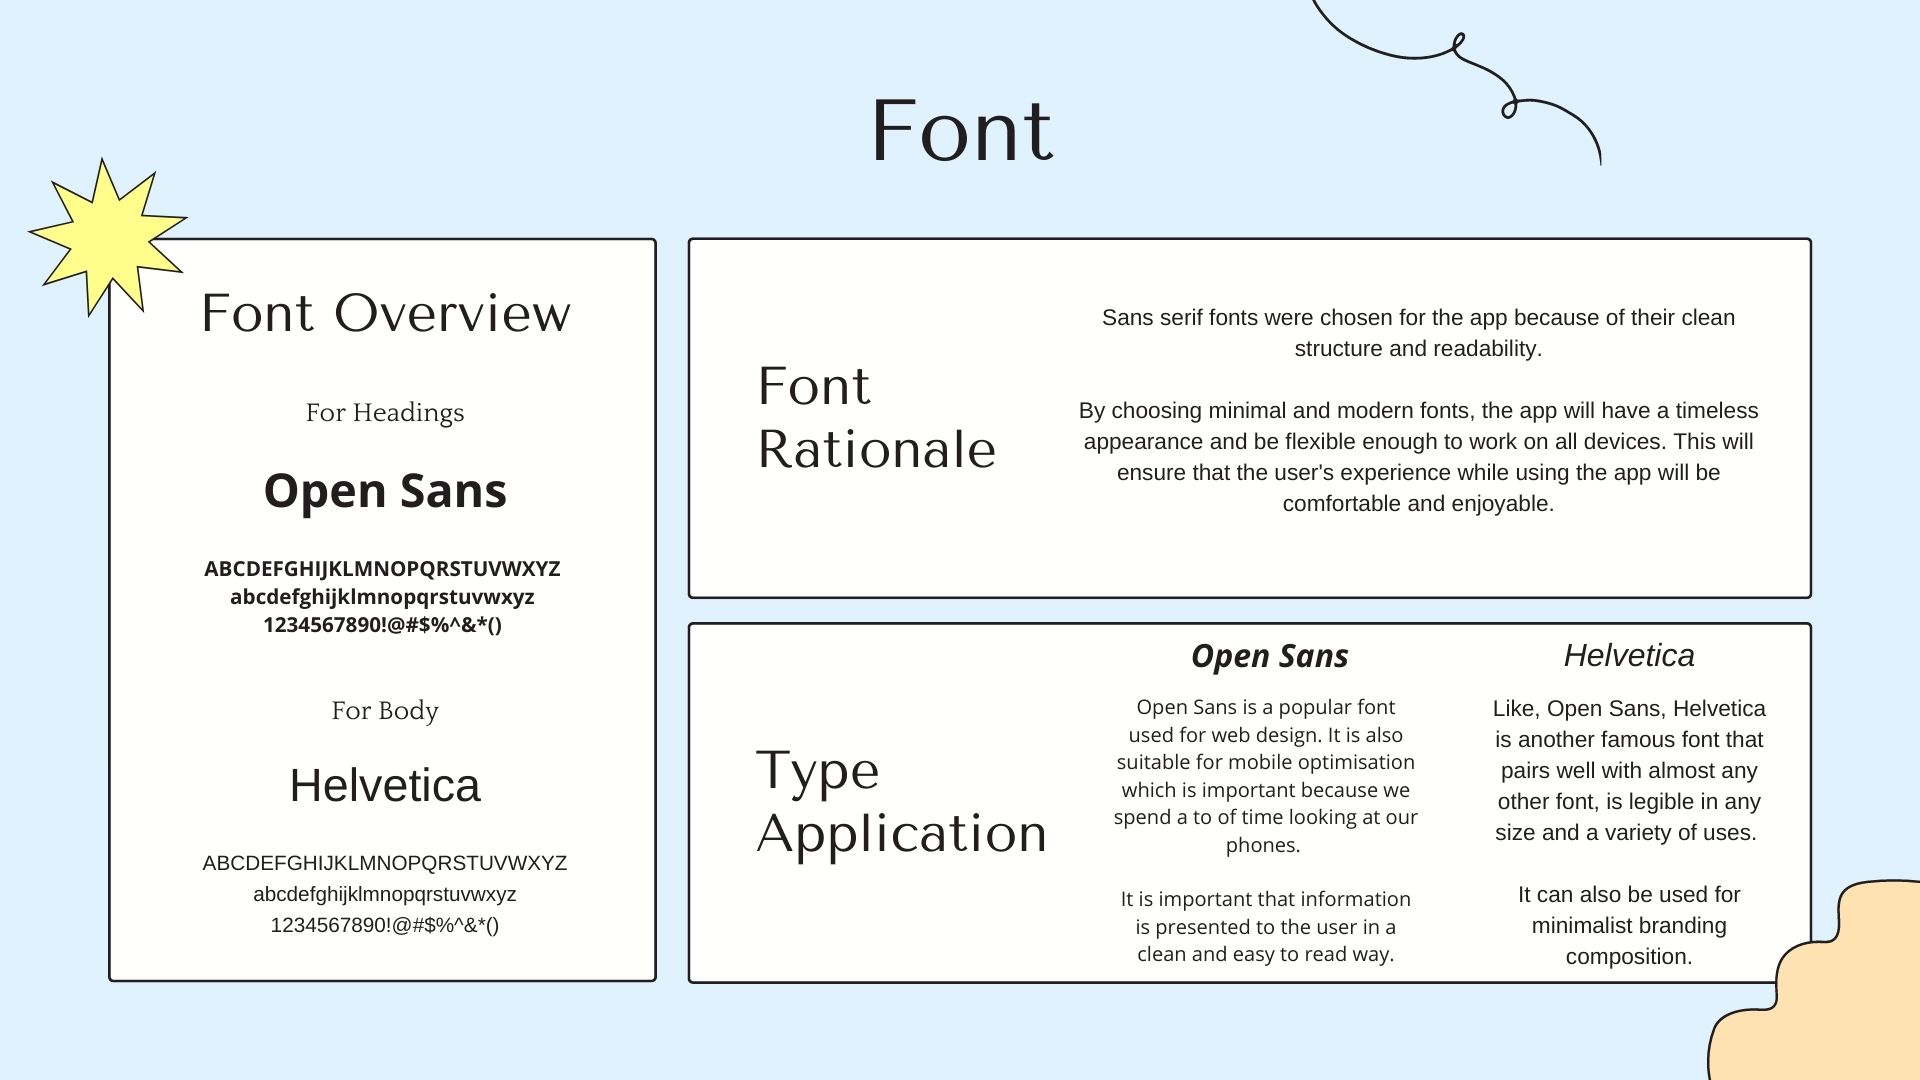 Font
Font Overview
For Headings
Open Sans
ABCDEFGHIJKLMNOPQRSTUVWXYZ
abcdefghijklmnopqrstuvwxyz
1234567890!@#$%^&*()
For Body
Helvetica
ABCDEFGHIJKLMNOPQRSTUVWXYZ
abcdefghijklmnopqrstuvwxyz
1234567890!@#$%^&*()
Font
Rationale
Sans serif fonts were chosen for the app because of their clean
structure and readability.
By choosing minimal and modern fonts, the app will have a timeless
appearance and be flexible enough to work on all devices. This will
ensure that the user's experience while using the app will be
comfortable and enjoyable.
Type
Application
Open Sans
Open Sans is a popular font
used for web design. It is also
suitable for mobile optimisation
which is important because we
spend a to of time looking at our
phones.
It is important that information
is presented to the user in a
clean and easy to read way.
Helvetica
Like, Open Sans, Helvetica
is another famous font that
pairs well with almost any
other font, is legible in any
size and a variety of uses.
It can also be used for
minimalist branding
composition.